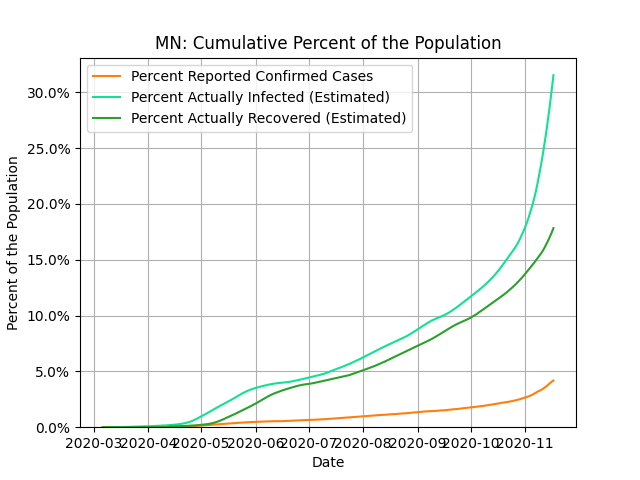 MN: Cumulative Percent of the Population
Percent Reported Confirmed Cases
Percent Actually Infected (Estimated)
Percent Actually Recovered (Estimated)
30.0%
25.0%
20.0%
15.0%
10.0%
5.0%
0.0%
Percent of the Population
2020-03 2020-04 2020-05 2020-06 2020-07 2020-08 2020-09 2020-10 2020-11
Date